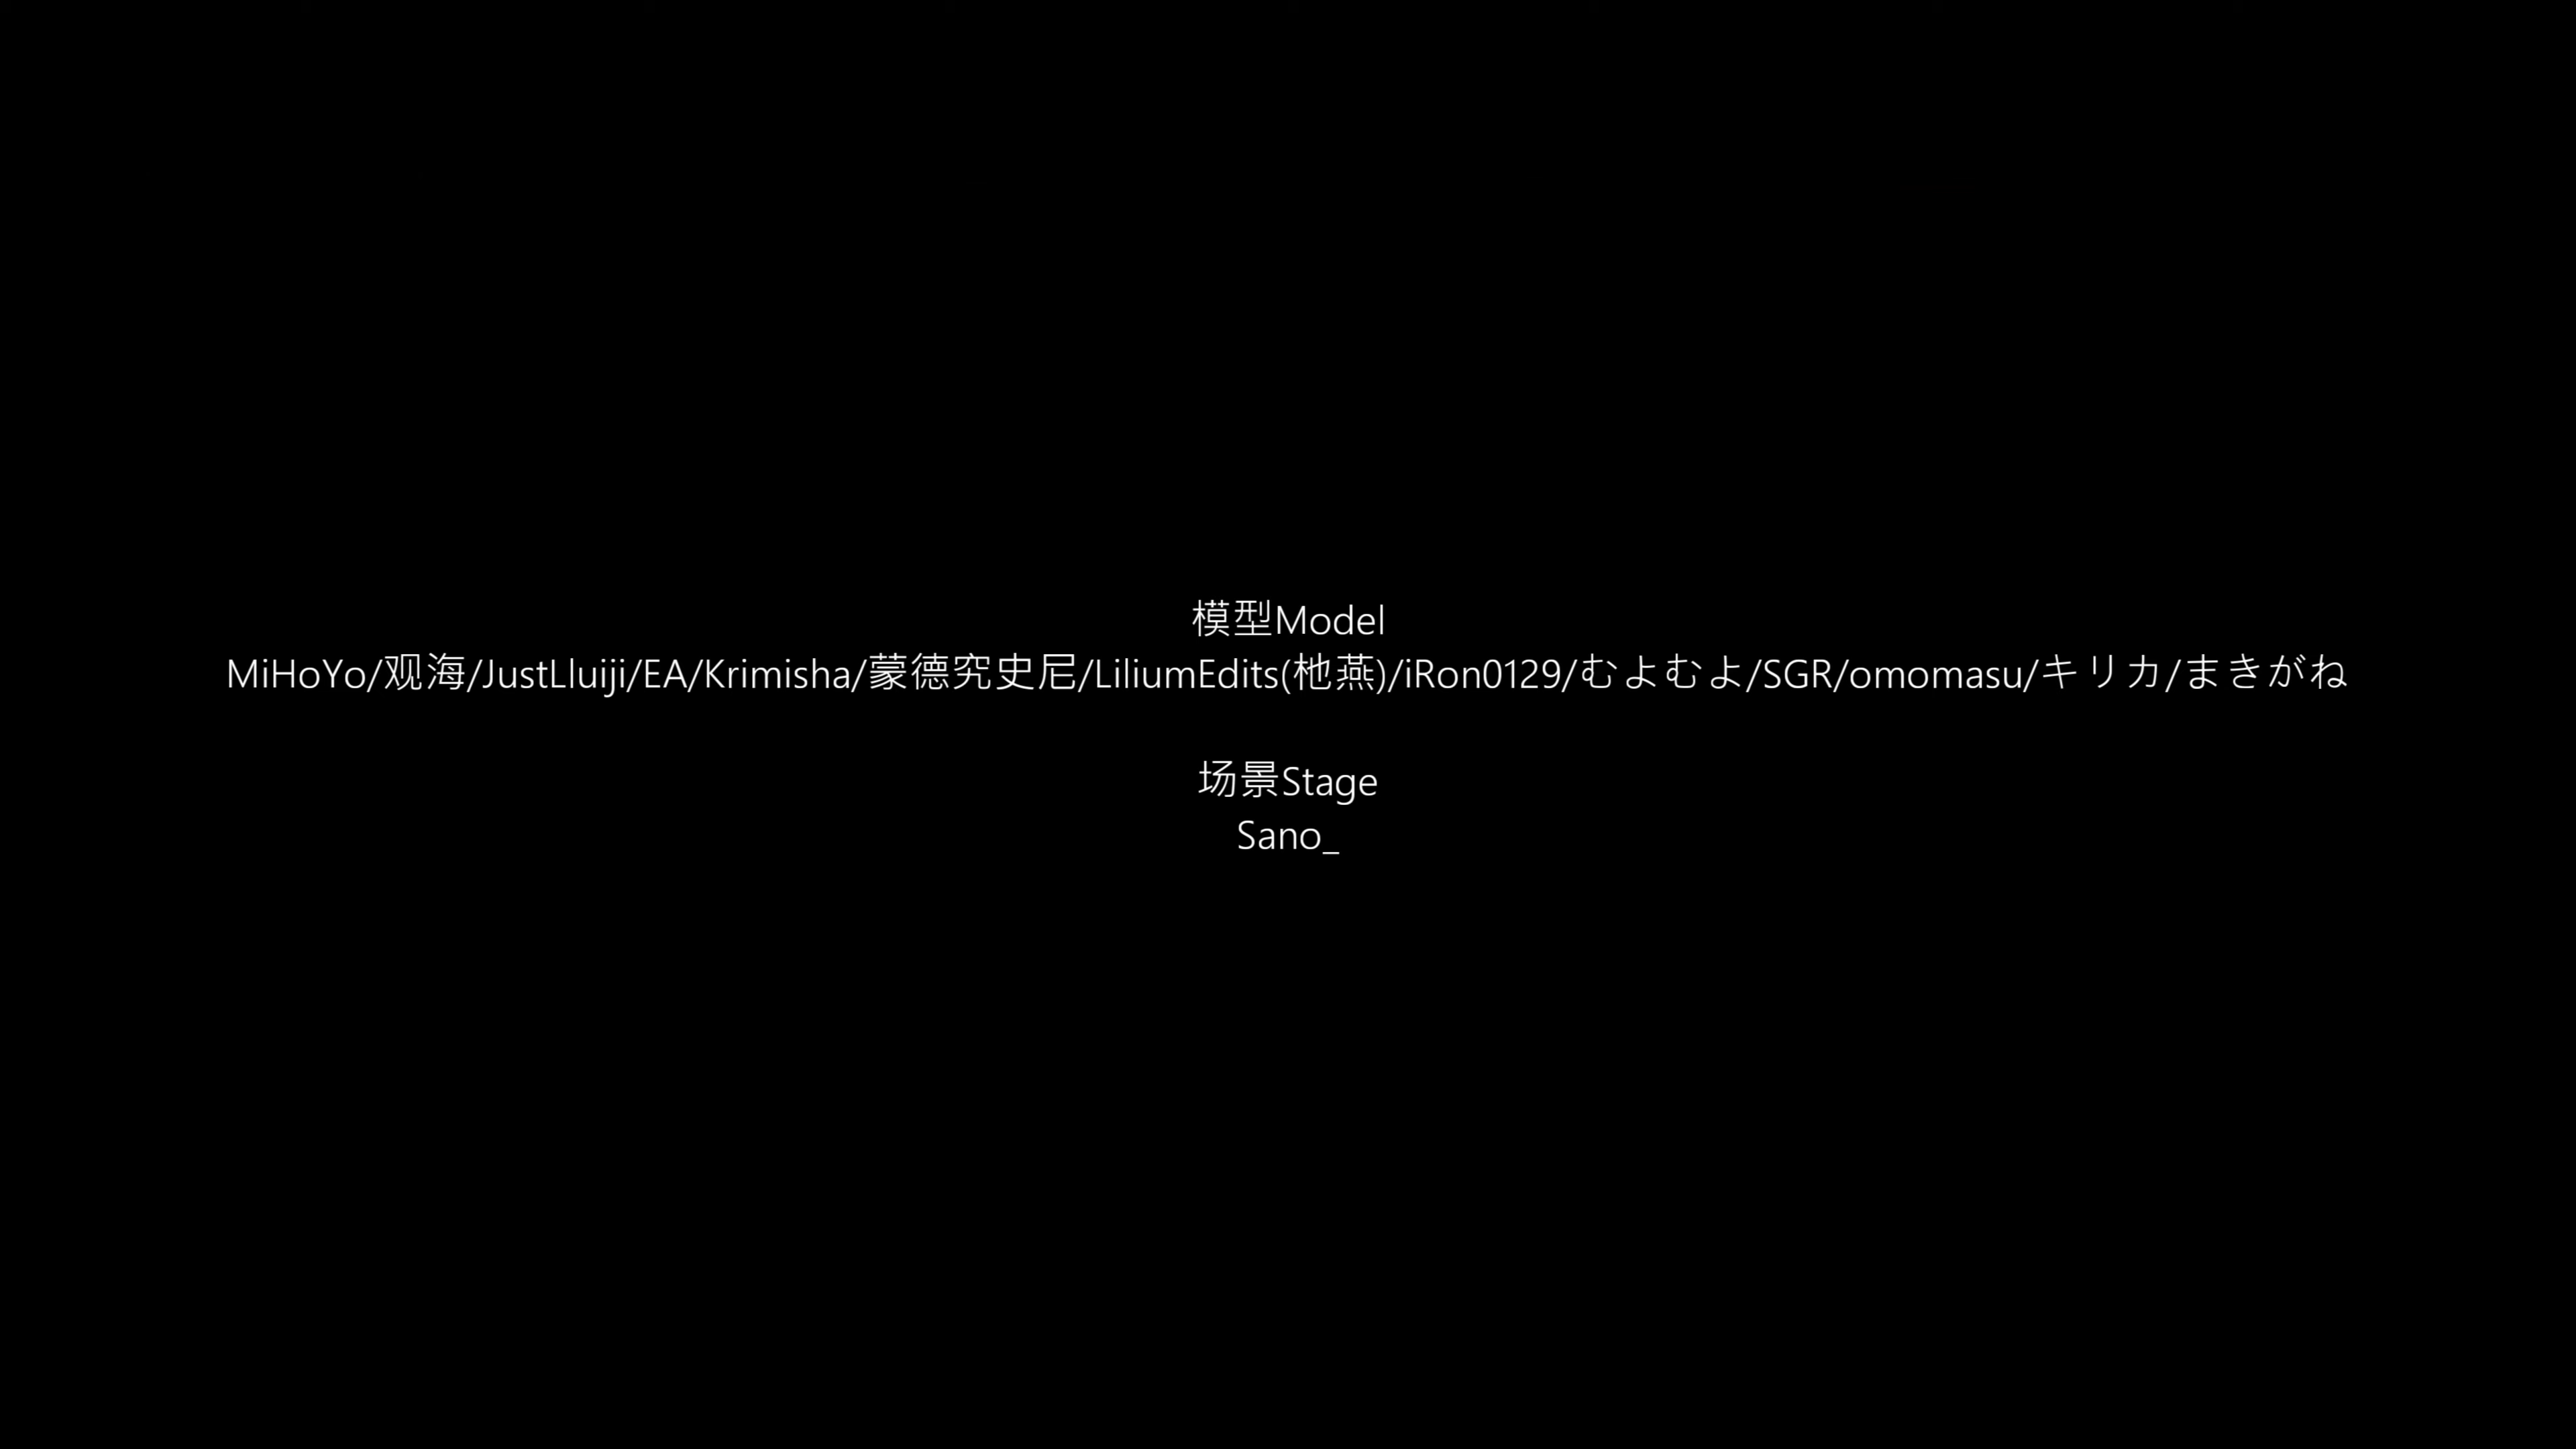 模型Model
MiHoYo/观海/JustLluiji/EA/Krimisha/蒙德究史尼/LiliumEdits(杝燕)/iRon0129/むよむよ/SGR/omomasu/キリカ/まきがね
场景Stage
Sano_